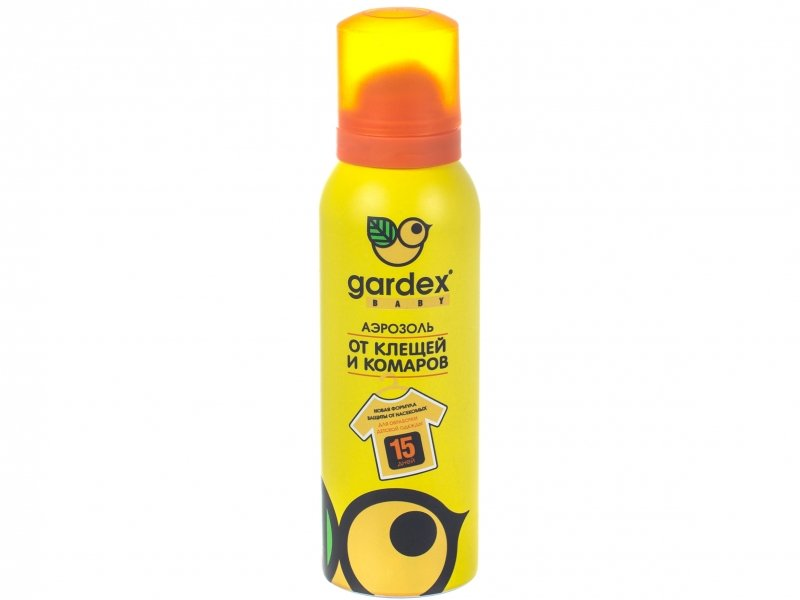 gardex
BABY
АЭРОЗОЛЬ
ОТ КЛЕЩЕЙ
И КОМАРОВ
НОВАЯ ФОРМУЛА
ЗАЩИТЫ ОТ НАСЕКОМЫХ
ДЛЯ ОБРАБОТКИ
ДЕТСКОЙ ОДЕЖДЫ
15
дней